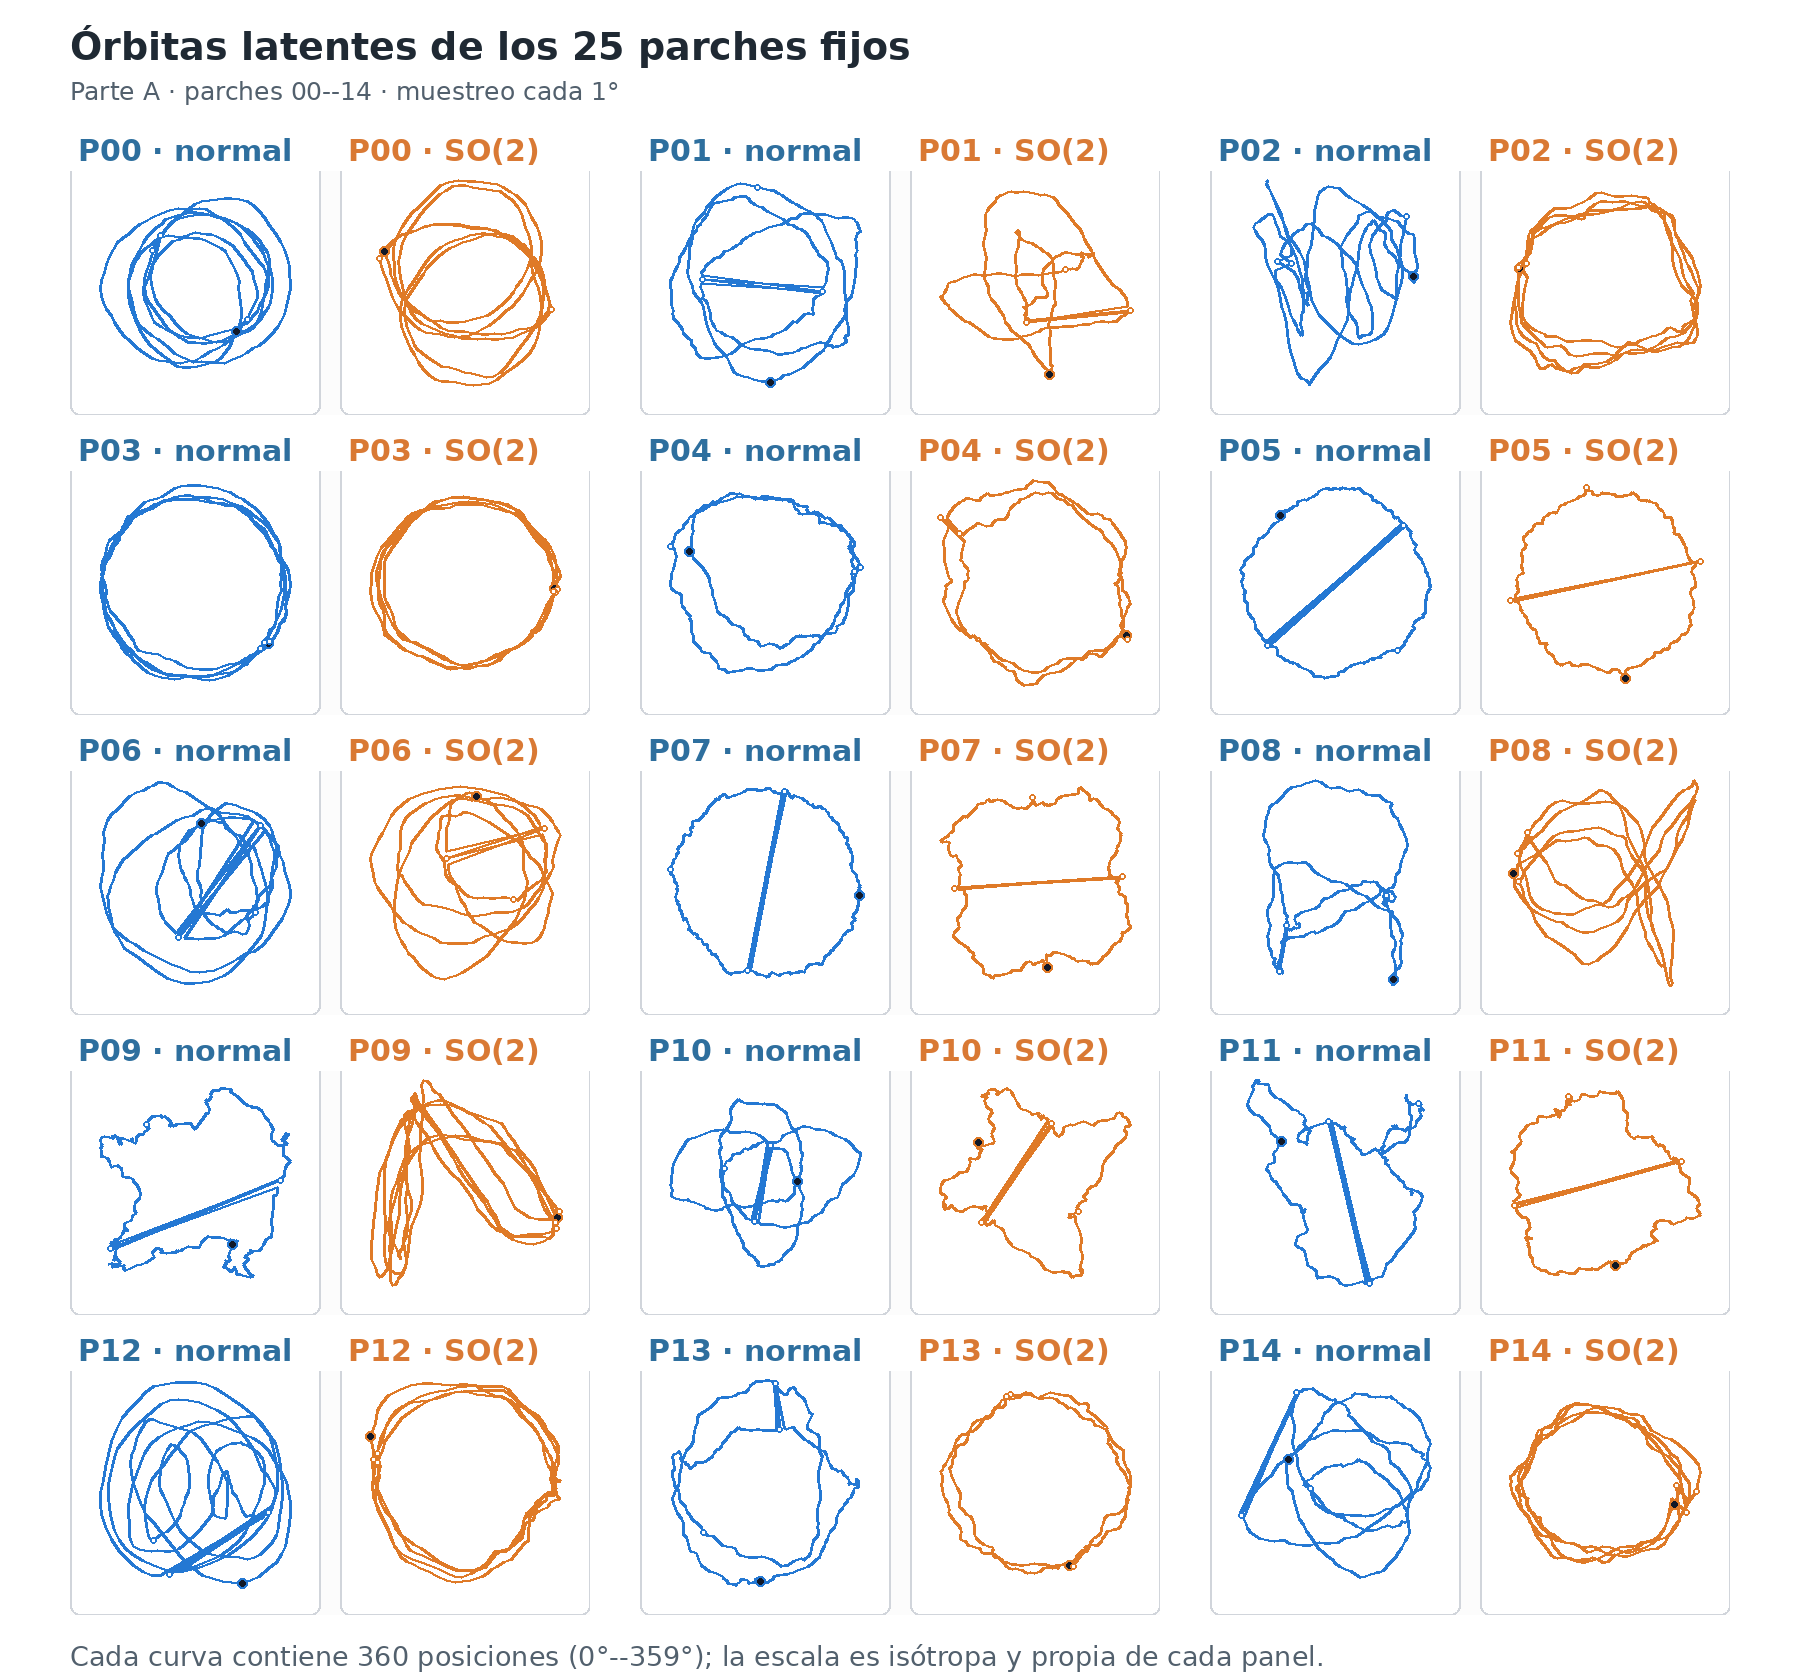 Órbitas latentes de los 25 parches fijos
Parte A · parches 00--14 · muestreo cada 1°
P00 · normal P00 · SO(2) P01 · normal P01 · SO(2) P02 · normal P02 · SO(2)
P03 · normal P03 · SO(2) P04 · normal P04 · SO(2) P05 · normal P05 · SO(2)
P06 · normal P06 · SO(2) P07 · normal P07 · SO(2) P08 · normal P08 · SO(2)
P09 · normal P09 · SO(2) P10 · normal P10 · SO(2) P11 · normal P11 · SO(2)
P12 · normal P12 · SO(2) P13 · normal P13 · SO(2) P14 · normal P14 · SO(2)
Cada curva contiene 360 posiciones (0°--359°); la escala es isótropa y propia de cada panel.